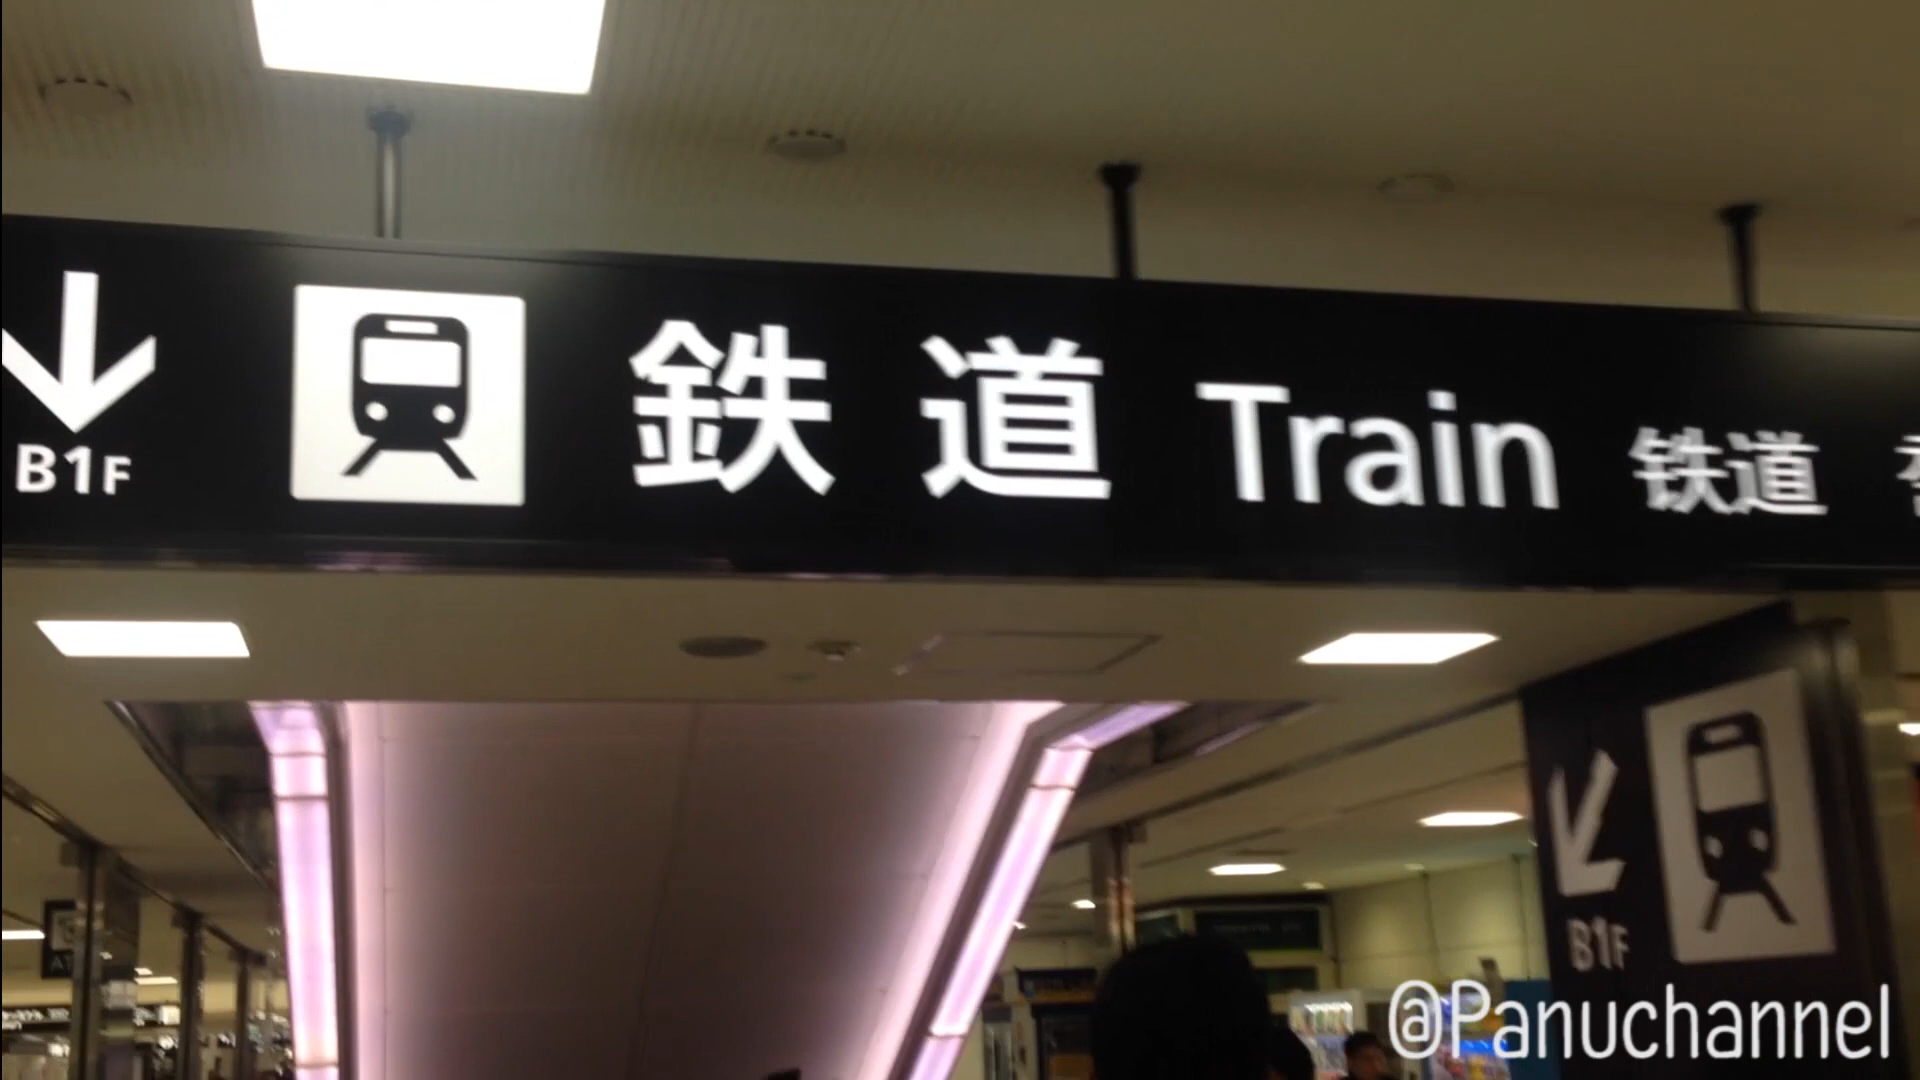 B1F 鉄道 Train 铁道
B1F
@Panuchannel